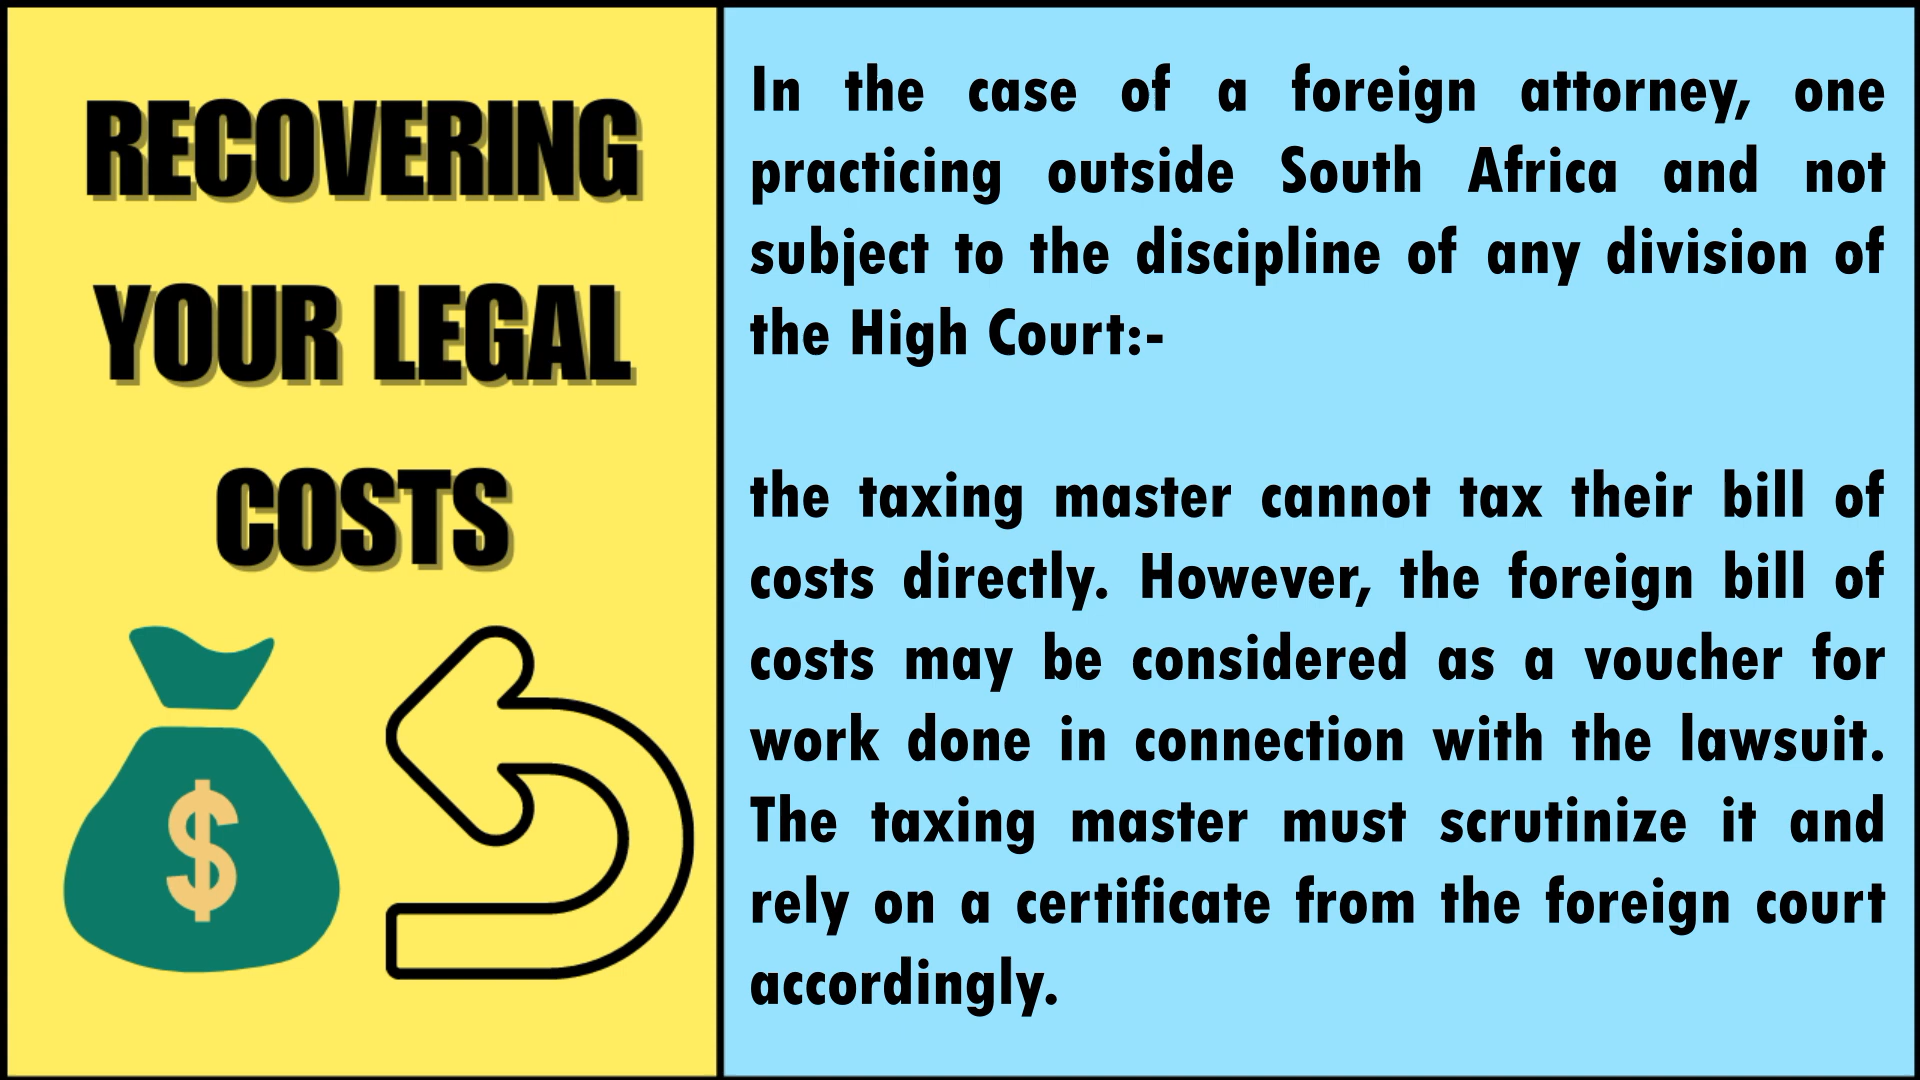 RECOVERING
YOUR LEGAL
COSTS
$
In the case of a foreign attorney, one
practicing outside South Africa and not
subject to the discipline of any division of
the High Court:-
the taxing master cannot tax their bill of
costs directly. However, the foreign bill of
costs may be considered as a voucher for
work done in connection with the lawsuit.
The taxing master must scrutinize it and
rely on a certificate from the foreign court
accordingly.